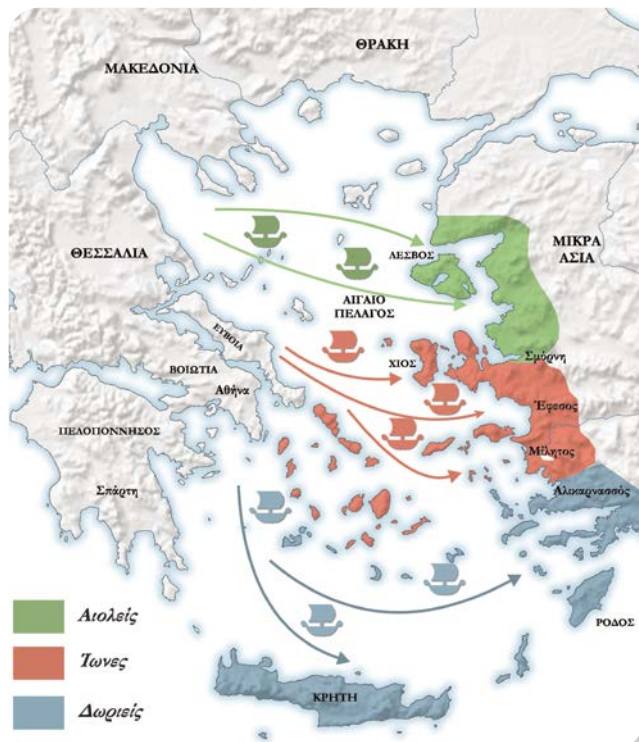 ΘΡΑΚΗ
ΜΑΚΕΔΟΝΙΑ
ΘΕΣΣΑΛΙΑ
ΜΙΚΡΑ
ΑΣΙΑ
ΛΕΣΒΟΣ
ΑΙΓΑΙΟ
ΠΕΛΑΓΟΣ
ΕΥΒΟΙΑ
ΧΙΟΣ
Σμύρνη
ΒΟΙΩΤΙΑ
Αθήνα
Έφεσος
ΠΕΛΟΠΟΝΝΗΣΟΣ
Μίλητος
Σπάρτη
Αλικαρνασσός
Αιολείς
ΡΟΔΟΣ
Ίωνες
ΚΡΗΤΗ
Δωριείς